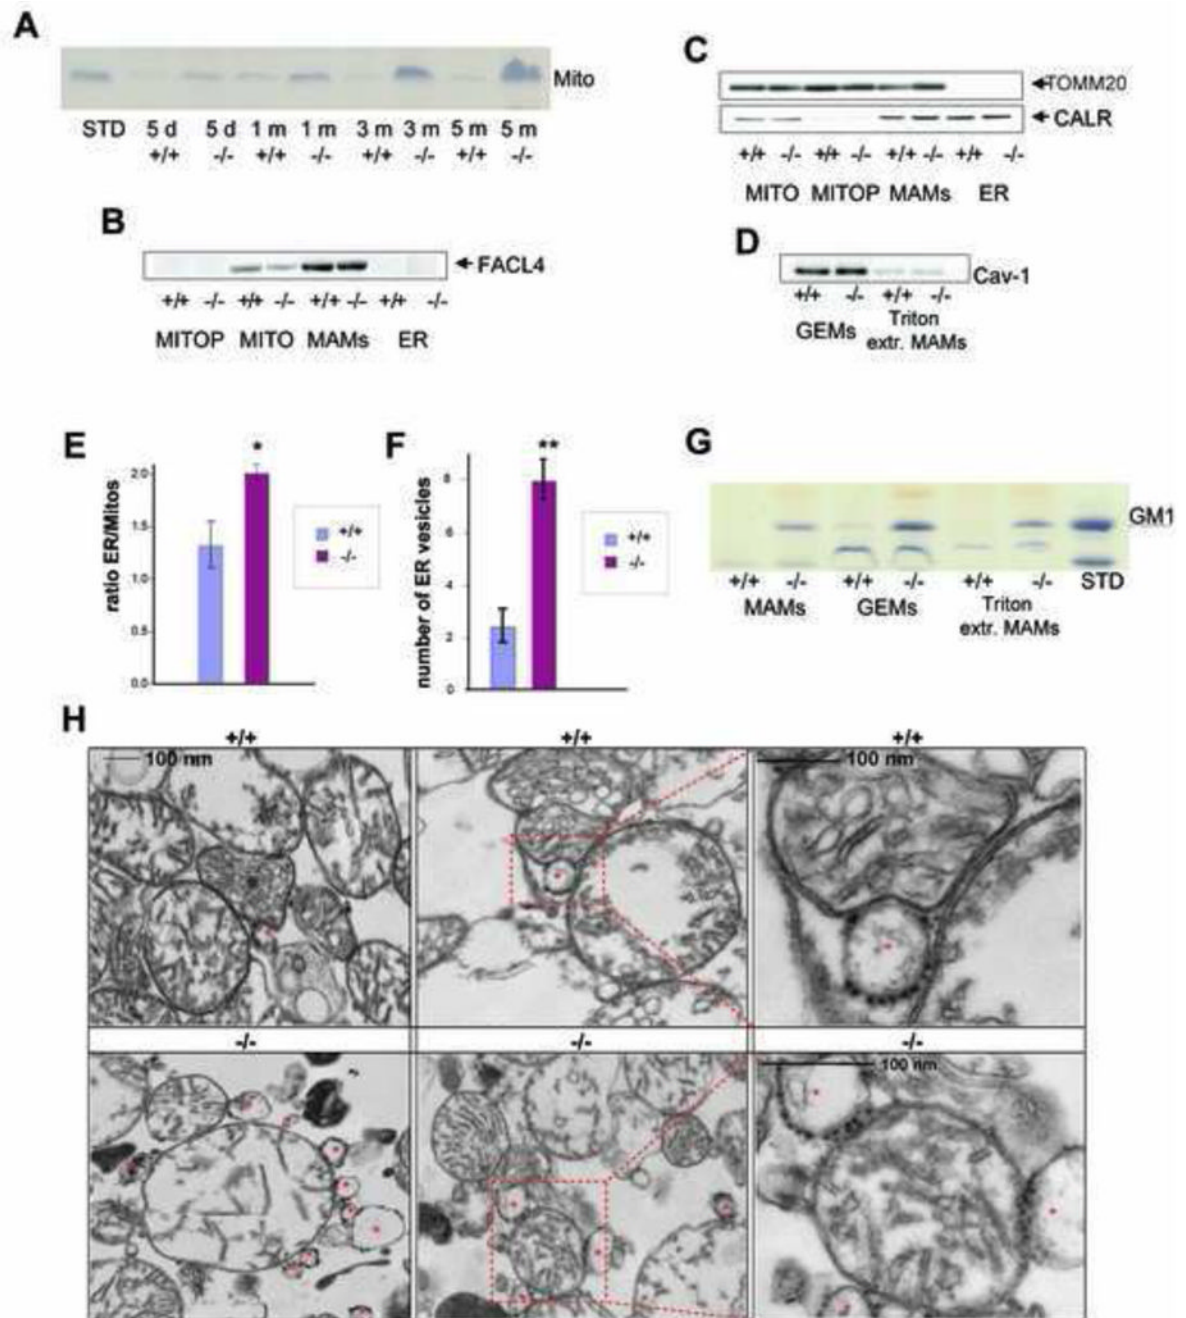 A
Mito
STD 5 d 5 d 1 m 1 m 3 m 3 m 5 m 5 m
+/+ -/- +/+ -/- +/+ -/- +/+ -/-
B
FACL4
+/+ -/- +/+ -/- +/+ -/- +/+ -/-
MITOP MITO MAMs ER
C
TOMM20
CALR
+/+ -/- +/+ -/- +/+ -/- +/+ -/-
MITO MITOP MAMs ER
D
Cav-1
+/+ -/- +/+ -/-
GEMs Triton
extr. MAMs
E
*
ratio ER/Mitos
2.0
1.5
1.0
0.5
0.0
+/+
-/-
F
**
number of ER vesicles
8
6
4
2
0
+/+
-/-
G
GM1
+/+ -/- +/+ -/- +/+ -/- STD
MAMs GEMs Triton
extr. MAMs
H
+/+ +/+ +/+
100 nm 100 nm
-/- -/- -/-
100 nm